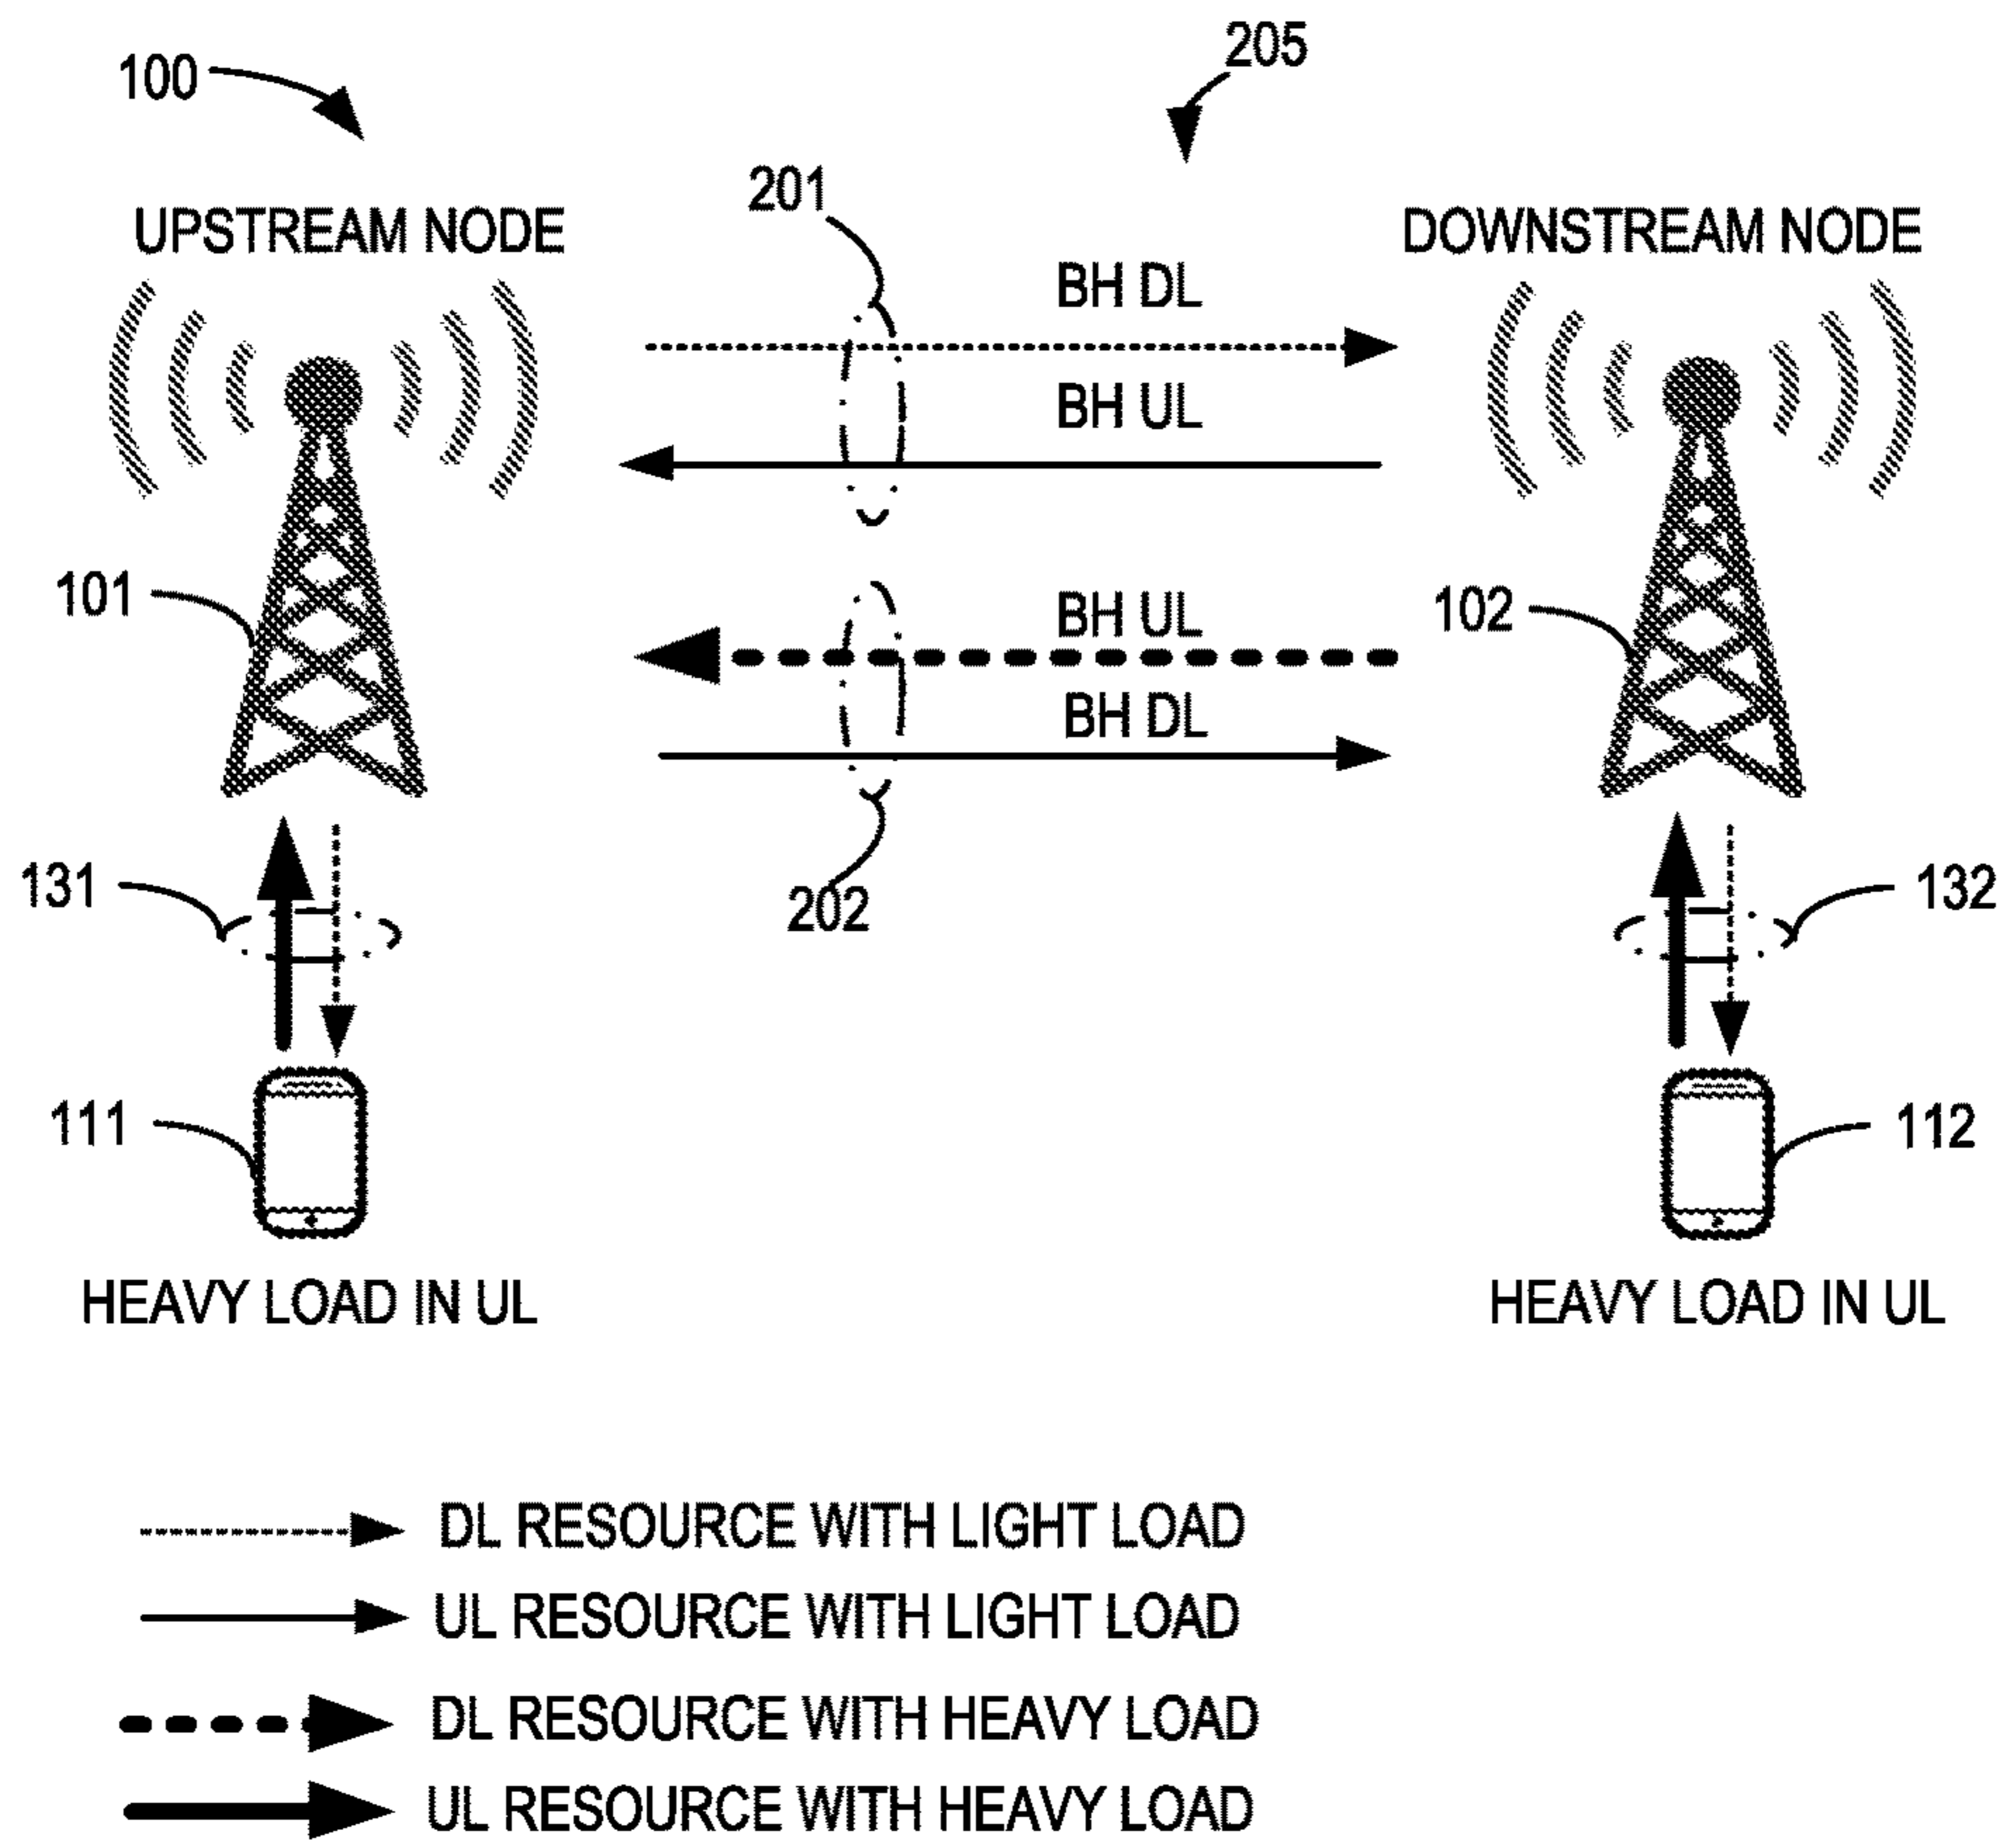 205
100
201
UPSTREAM NODE
DOWNSTREAM NODE
BH DL
BH UL
101
BH UL
102
BH DL
131
202
132
111
112
HEAVY LOAD IN UL
HEAVY LOAD IN UL
DL RESOURCE WITH LIGHT LOAD
UL RESOURCE WITH LIGHT LOAD
DL RESOURCE WITH HEAVY LOAD
UL RESOURCE WITH HEAVY LOAD